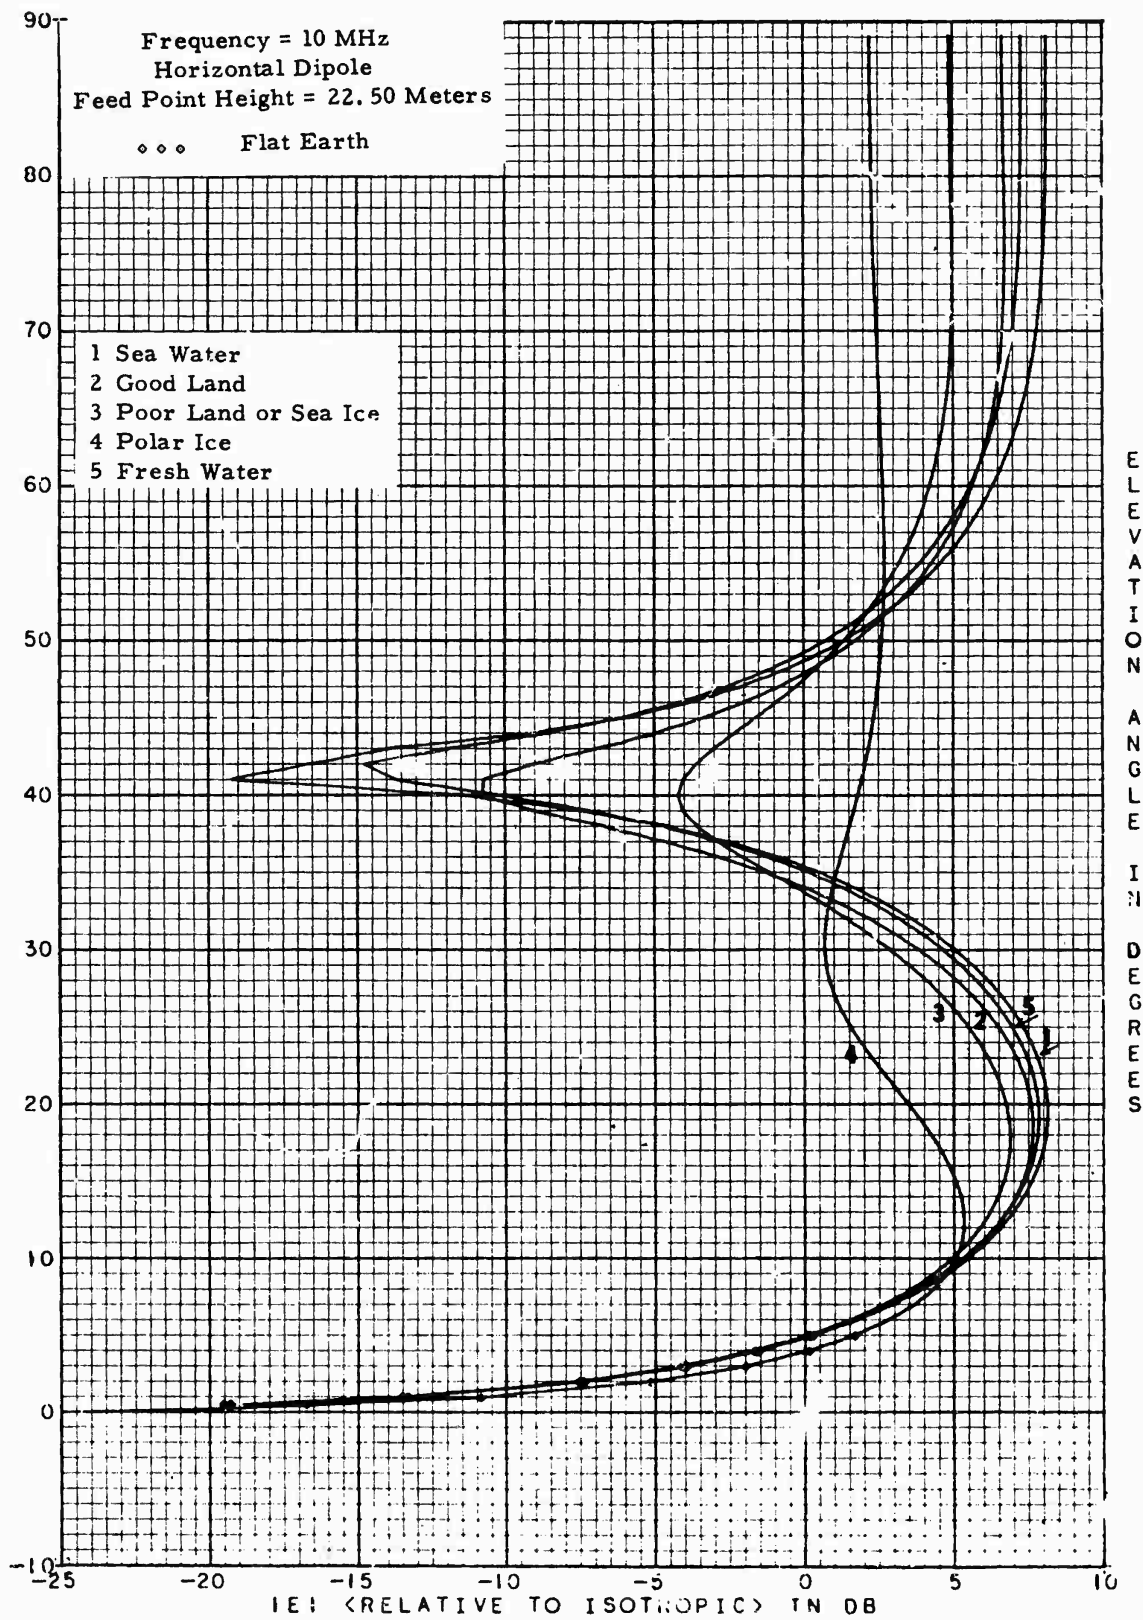 90
Frequency = 10 MHz
Horizontal Dipole
Feed Point Height = 22.50 Meters
Flat Earth
80
70
1 Sea Water
2 Good Land
3 Poor Land or Sea Ice
4 Polar Ice
5 Fresh Water
60
50
40
30
20
10
0
-10
ELEVATION ANGLE IN DEGREES
5
3
2
1
4
-25
-20
-15
-10
-5
0
5
10
|E| <RELATIVE TO ISOTROPIC> IN DB